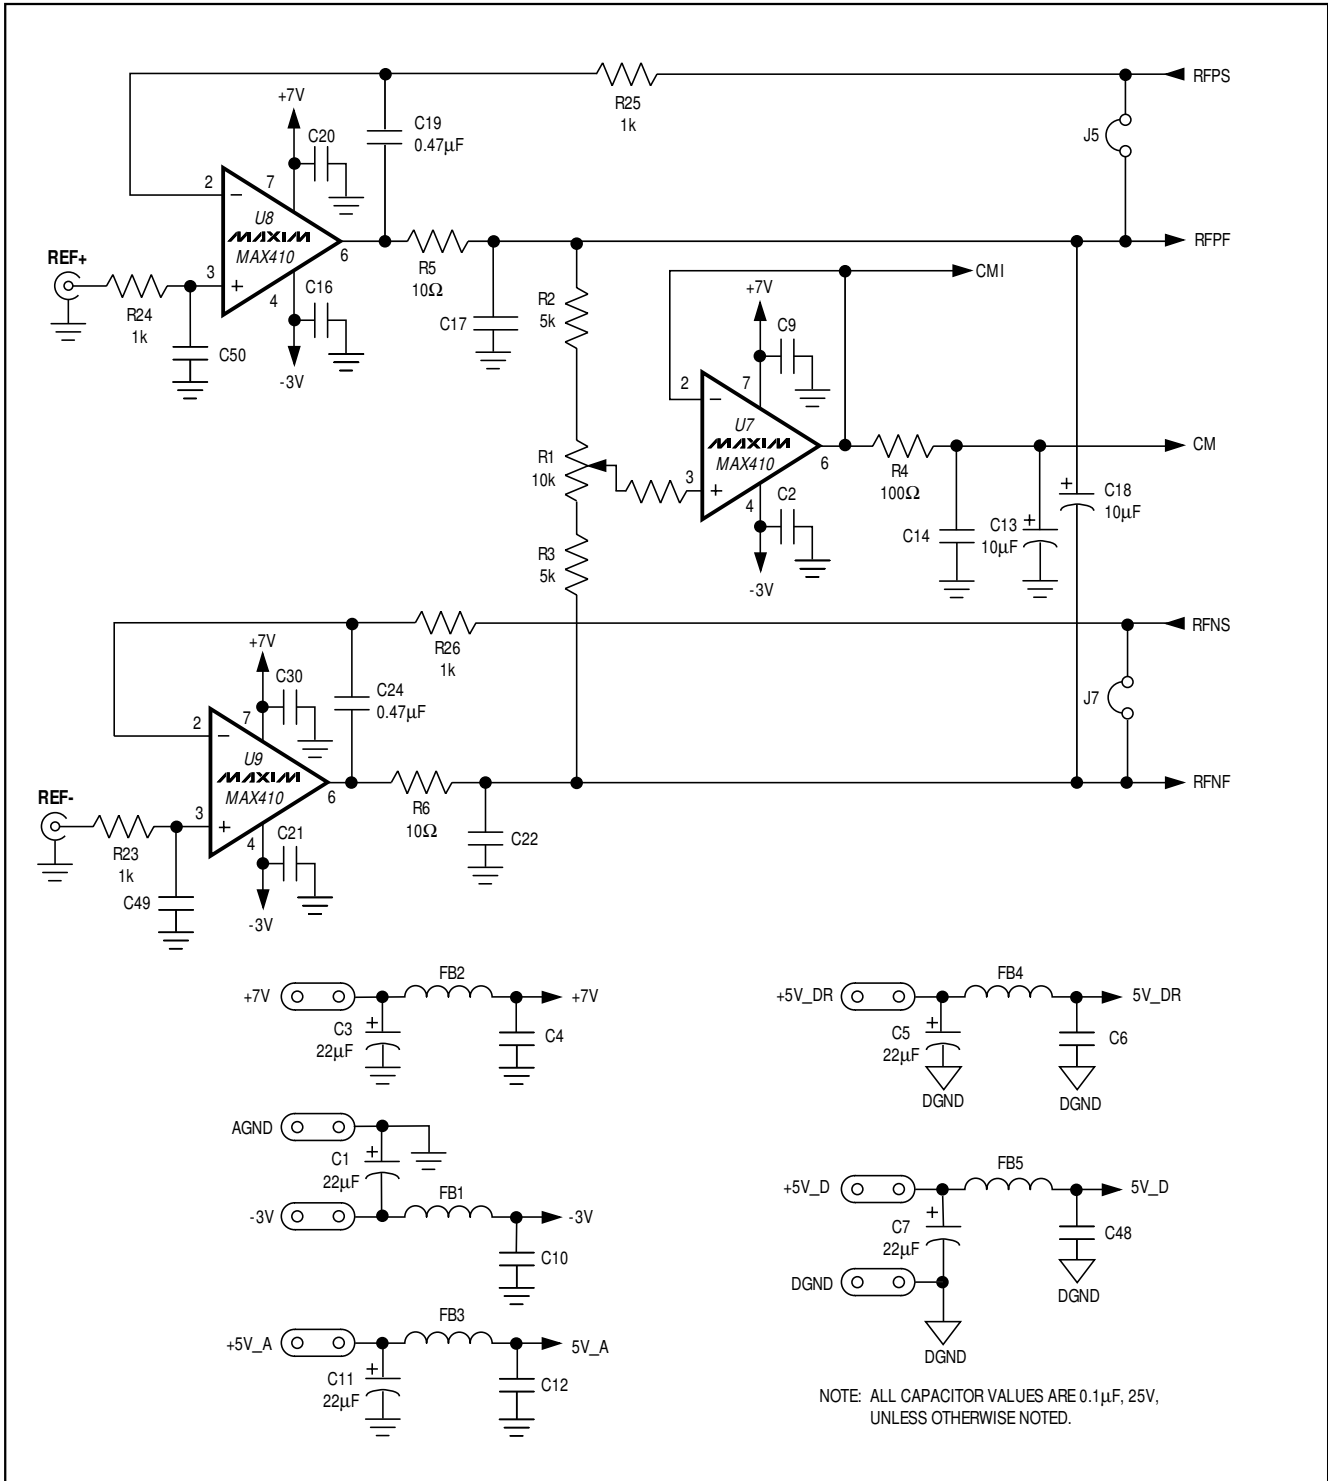 RFPS
R25
1k
+7V
C20
C19
0.47µF
J5
2
7
−
U8
MAXIM
MAX410
6
REF+
3
+
4
R24
1k
C50
C16
-3V
R5
10Ω
C17
RFPF
CMI
R2
5k
+7V
C9
2
7
−
U7
MAXIM
MAX410
6
R1
10k
3
+
4
C2
-3V
R4
100Ω
CM
C14
+
C13
10µF
+
C18
10µF
R3
5k
RFNS
R26
1k
+7V
C30
C24
0.47µF
J7
2
7
−
U9
MAXIM
MAX410
6
REF-
3
+
4
R23
1k
C49
C21
-3V
R6
10Ω
C22
RFNF
+7V
FB2
+7V
+
C3
22µF
C4
+5V_DR
FB4
5V_DR
+
C5
22µF
C6
DGND
DGND
AGND
+
C1
22µF
-3V
FB1
-3V
C10
+5V_D
FB5
5V_D
+
C7
22µF
C48
DGND
DGND
DGND
+5V_A
FB3
5V_A
+
C11
22µF
C12
NOTE: ALL CAPACITOR VALUES ARE 0.1µF, 25V,
UNLESS OTHERWISE NOTED.